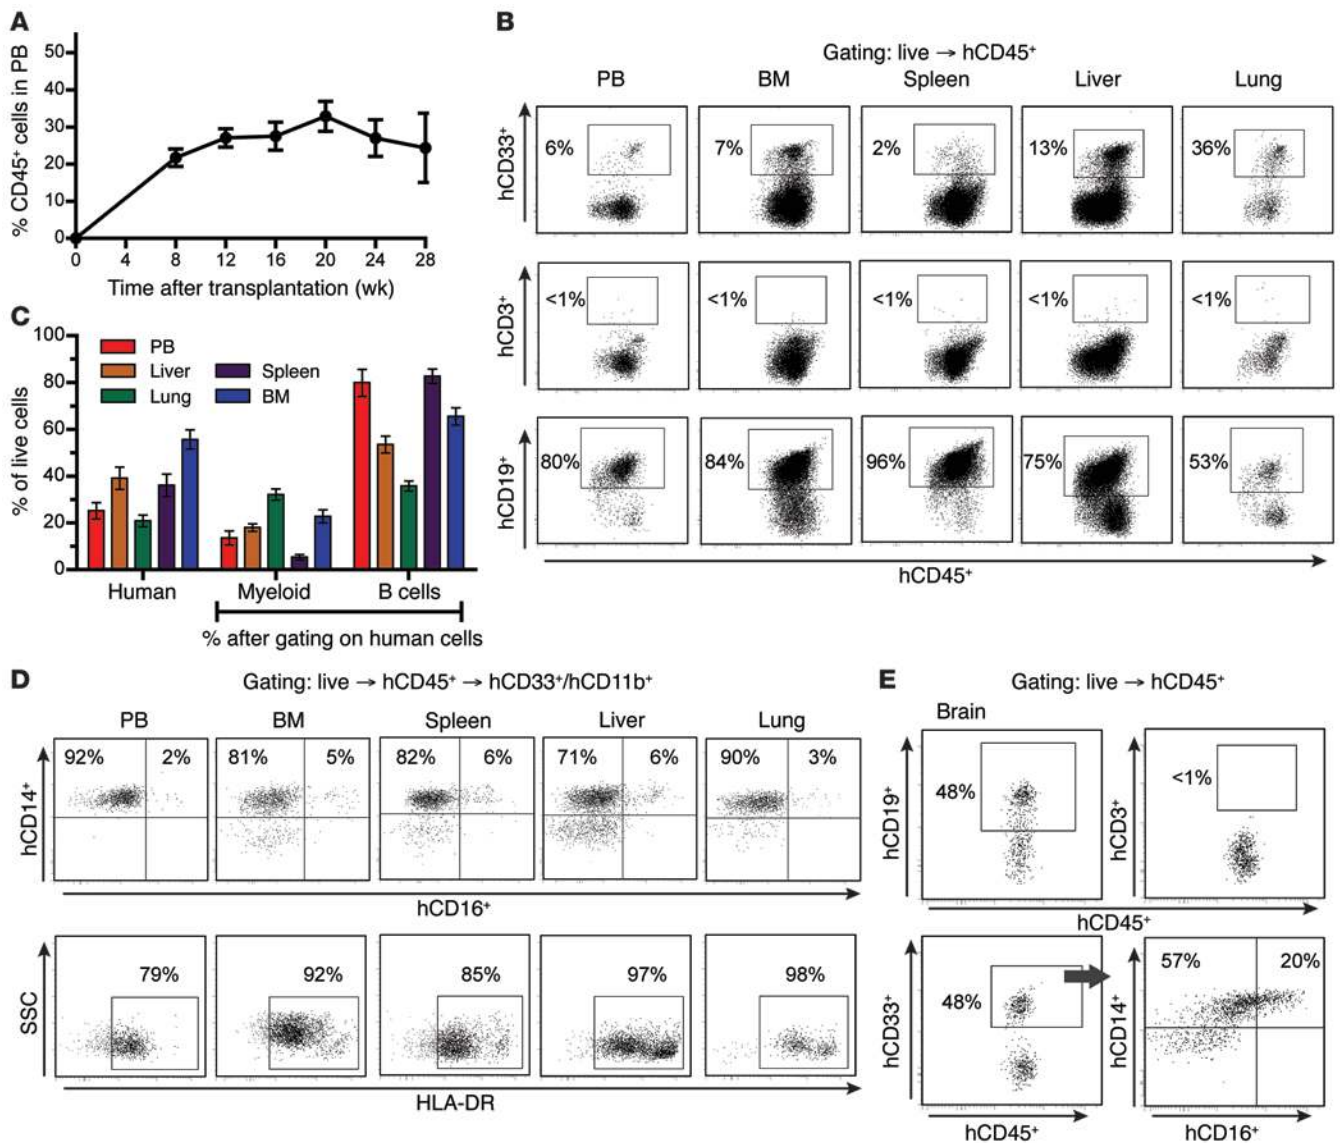 A
% CD45⁺ cells in PB
50
40
30
20
10
0
0 4 8 12 16 20 24 28
Time after transplantation (wk)
B
Gating: live → hCD45⁺
PB BM Spleen Liver Lung
hCD33⁺
6% 7% 2% 13% 36%
hCD3⁺
<1% <1% <1% <1% <1%
hCD19⁺
80% 84% 96% 75% 53%
hCD45⁺
C
% of live cells
100
80
60
40
20
0
PB
Liver Spleen
Lung BM
Human Myeloid B cells
% after gating on human cells
D
Gating: live → hCD45⁺ → hCD33⁺/hCD11b⁺
PB BM Spleen Liver Lung
hCD14⁺
92% 2% 81% 5% 82% 6% 71% 6% 90% 3%
hCD16⁺
SSC
79% 92% 85% 97% 98%
HLA-DR
E
Gating: live → hCD45⁺
Brain
hCD19⁺
48%
hCD3⁺
<1%
hCD45⁺
hCD33⁺
48%
hCD14⁺
57% 20%
hCD45⁺ hCD16⁺